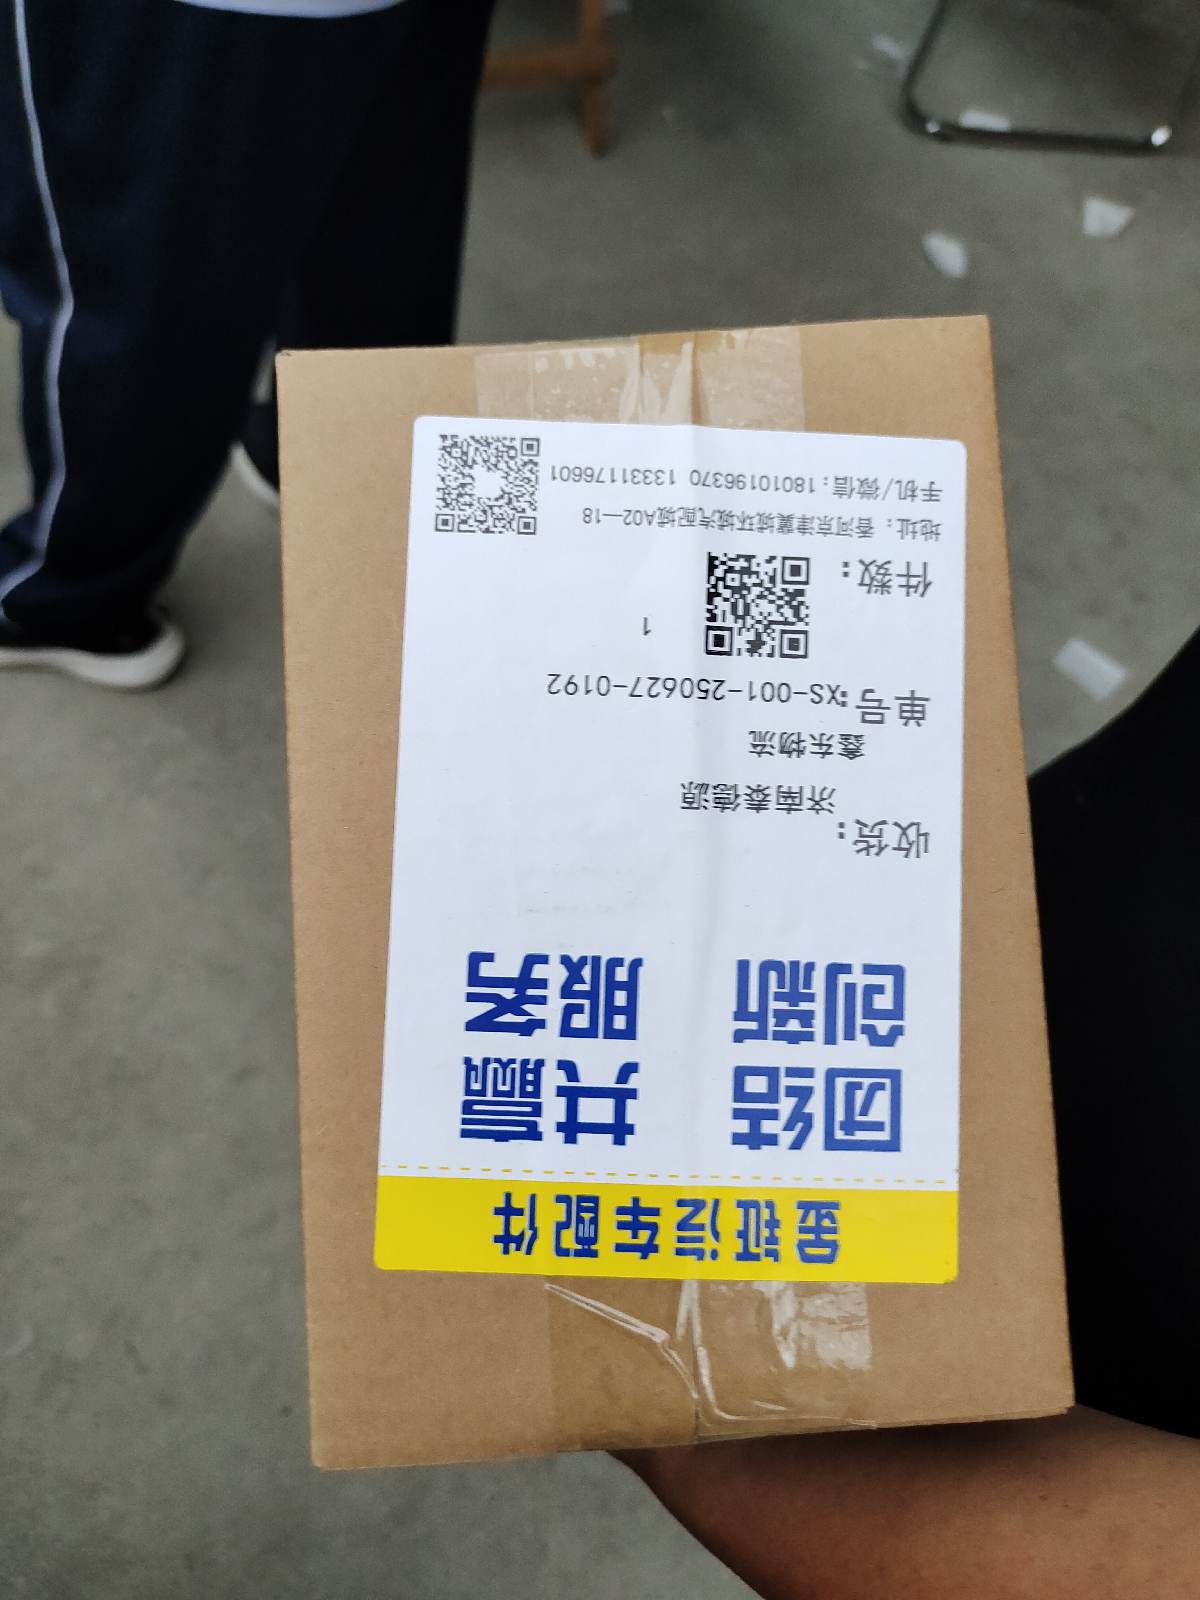 金珽汽车配件
团结 共赢
创新 服务
收货：
济南泰德源
鑫东物流
单号：XS-001-250627-0192
件数：
1
地址：香河京津冀城环城汽配城A02—18
手机/微信：18010196370 13331176601